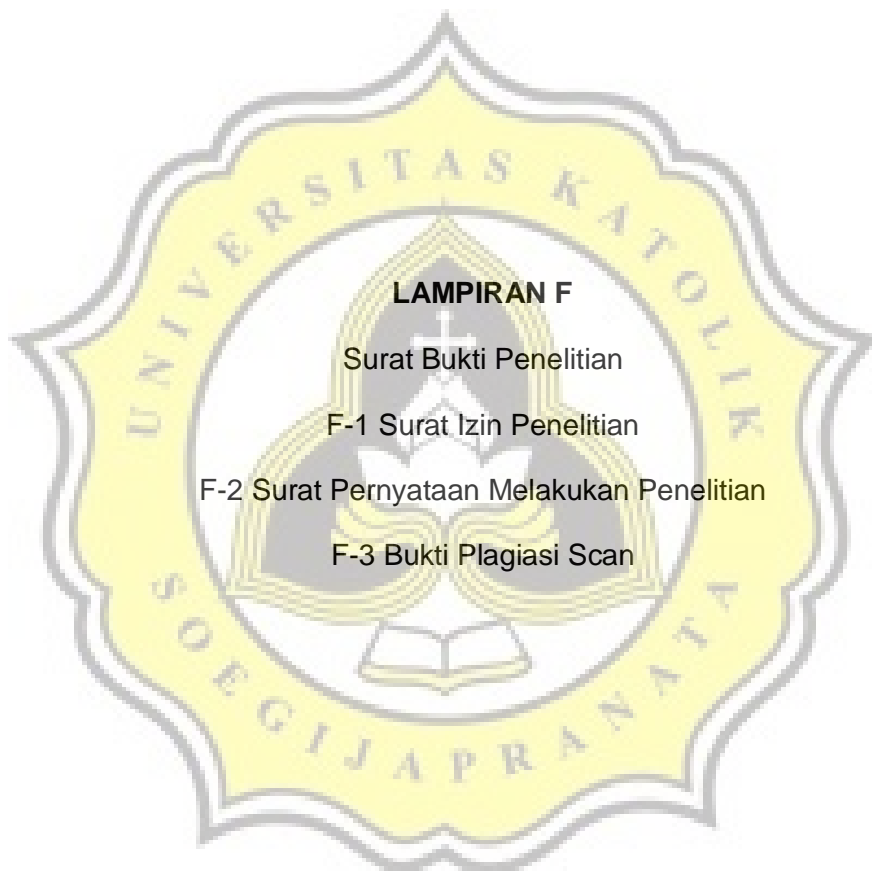 UNIVERSITAS KATOLIK
LAMPIRAN F
Surat Bukti Penelitian
F-1 Surat Izin Penelitian
F-2 Surat Pernyataan Melakukan Penelitian
F-3 Bukti Plagiasi Scan
SOEGIJAPRANATA